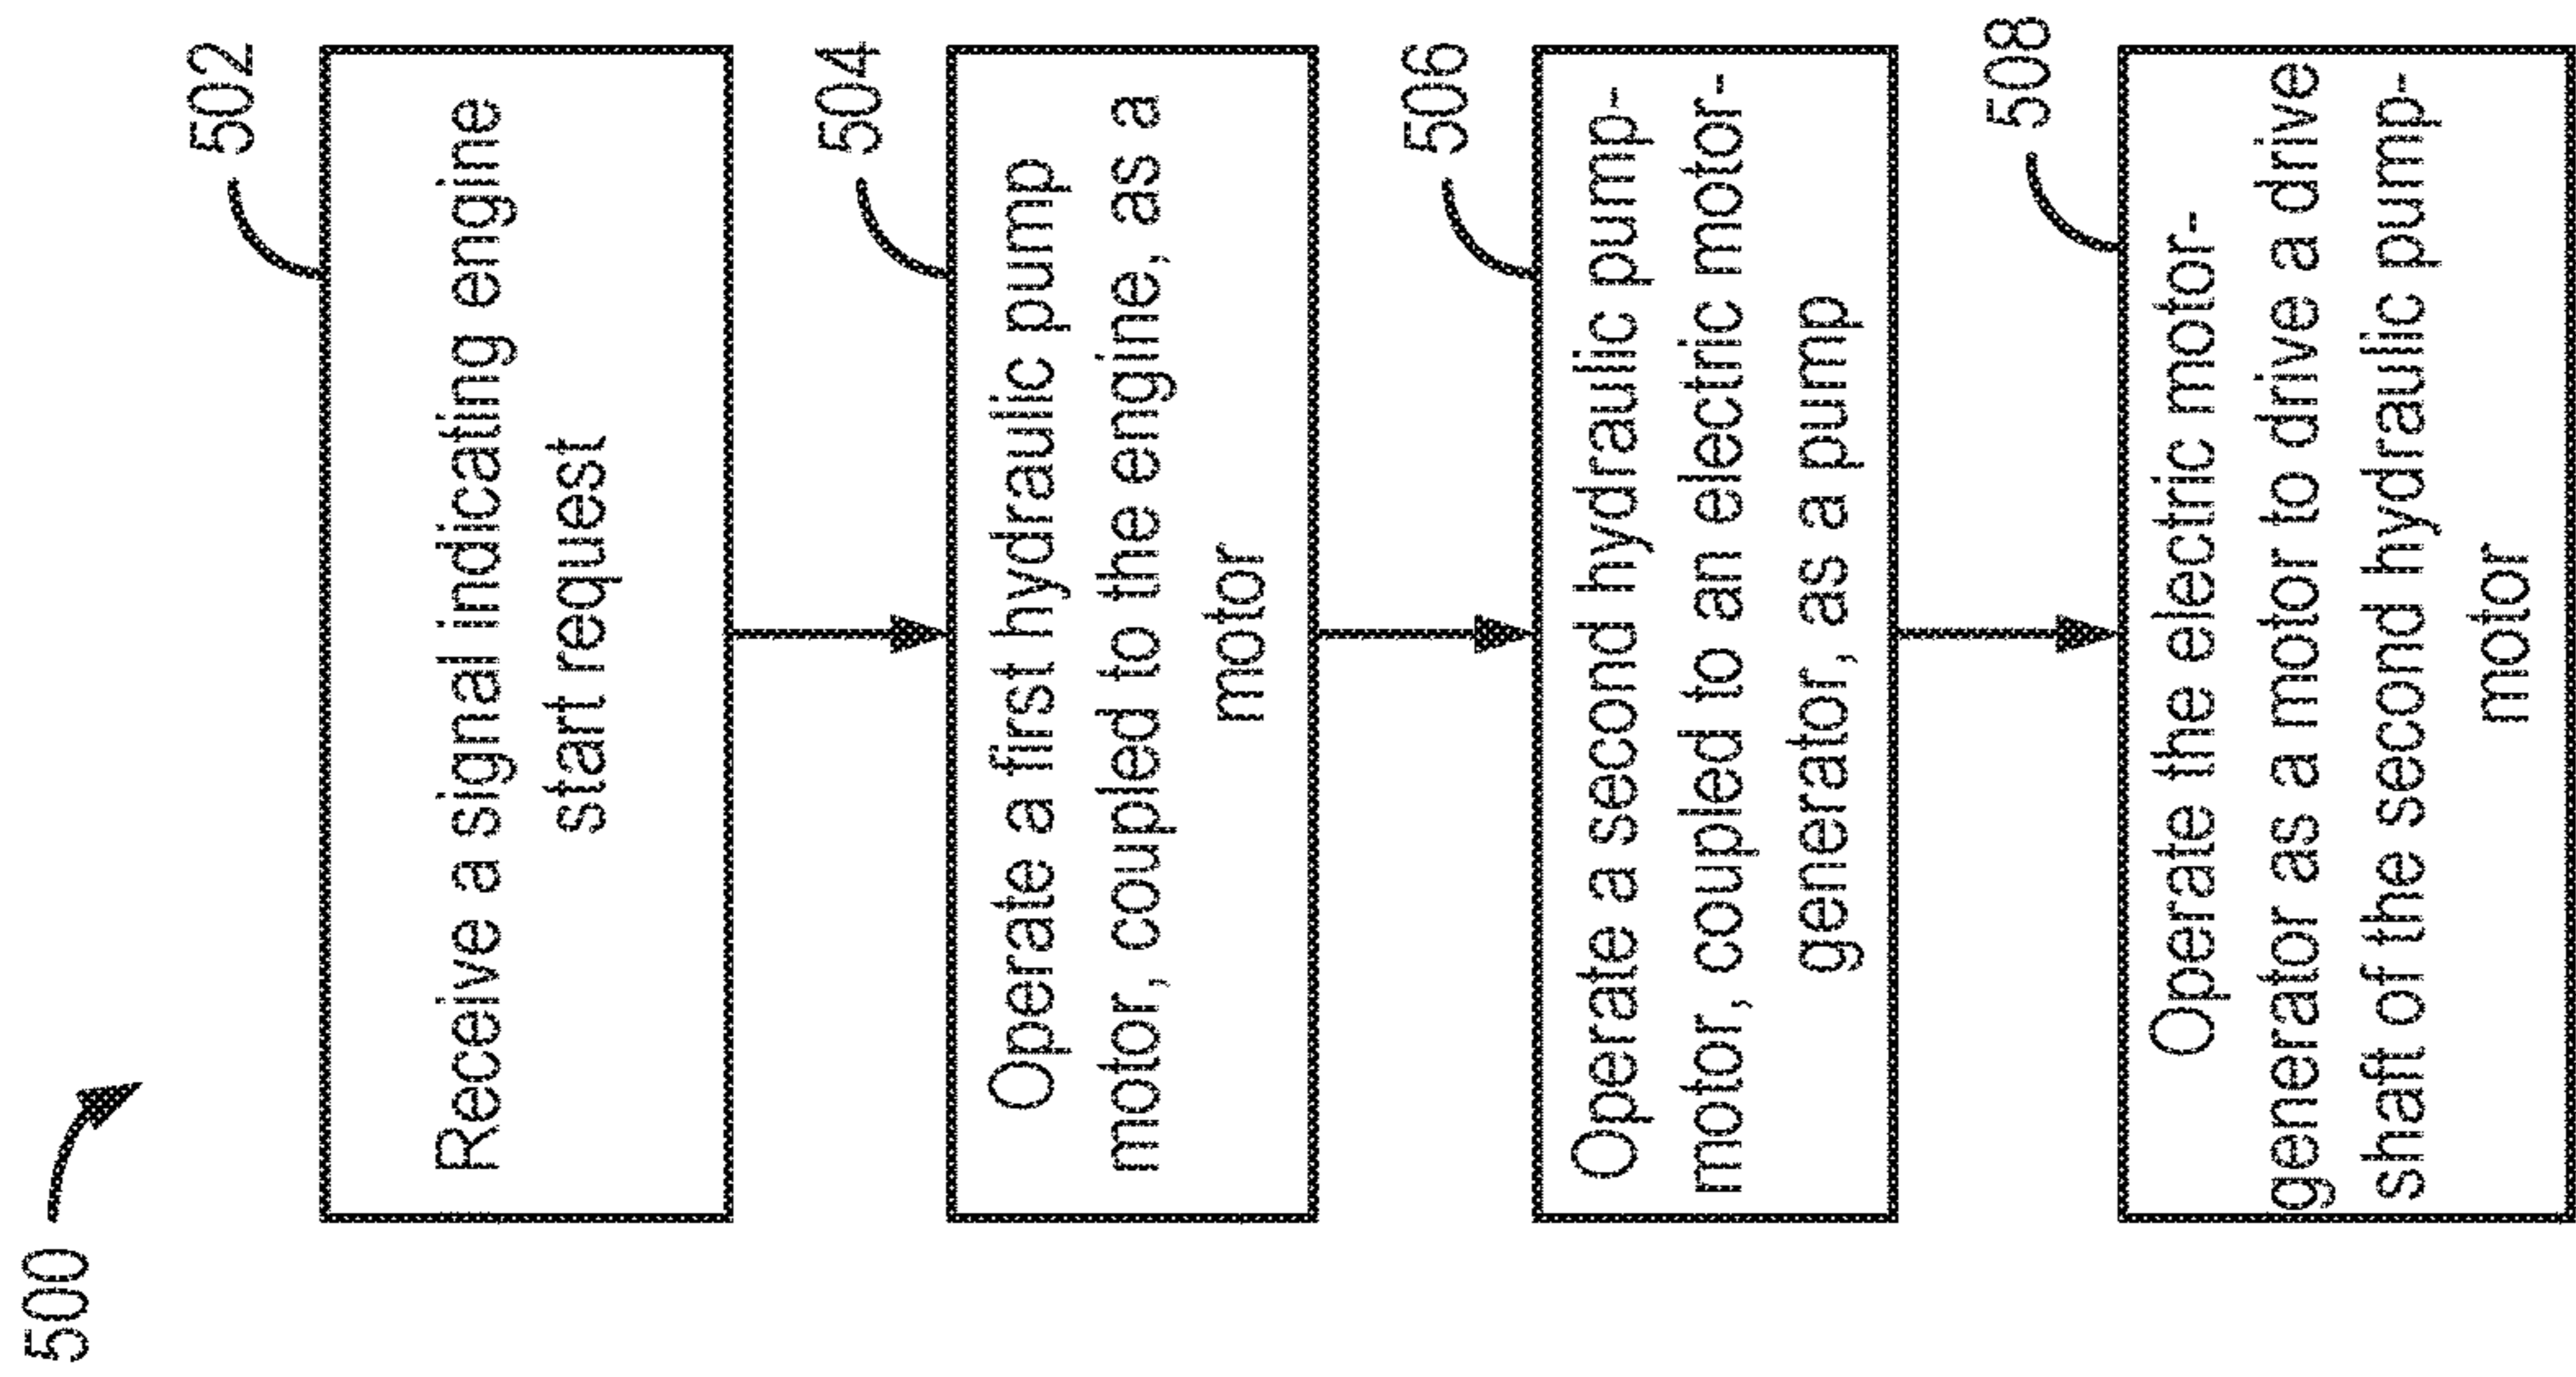 500
502
Receive a signal indicating engine
start request
504
Operate a first hydraulic pump
motor, coupled to the engine, as a
motor
506
Operate a second hydraulic pump-
motor, coupled to an electric motor-
generator, as a pump
508
Operate the electric motor-
generator as a motor to drive a drive
shaft of the second hydraulic pump-
motor